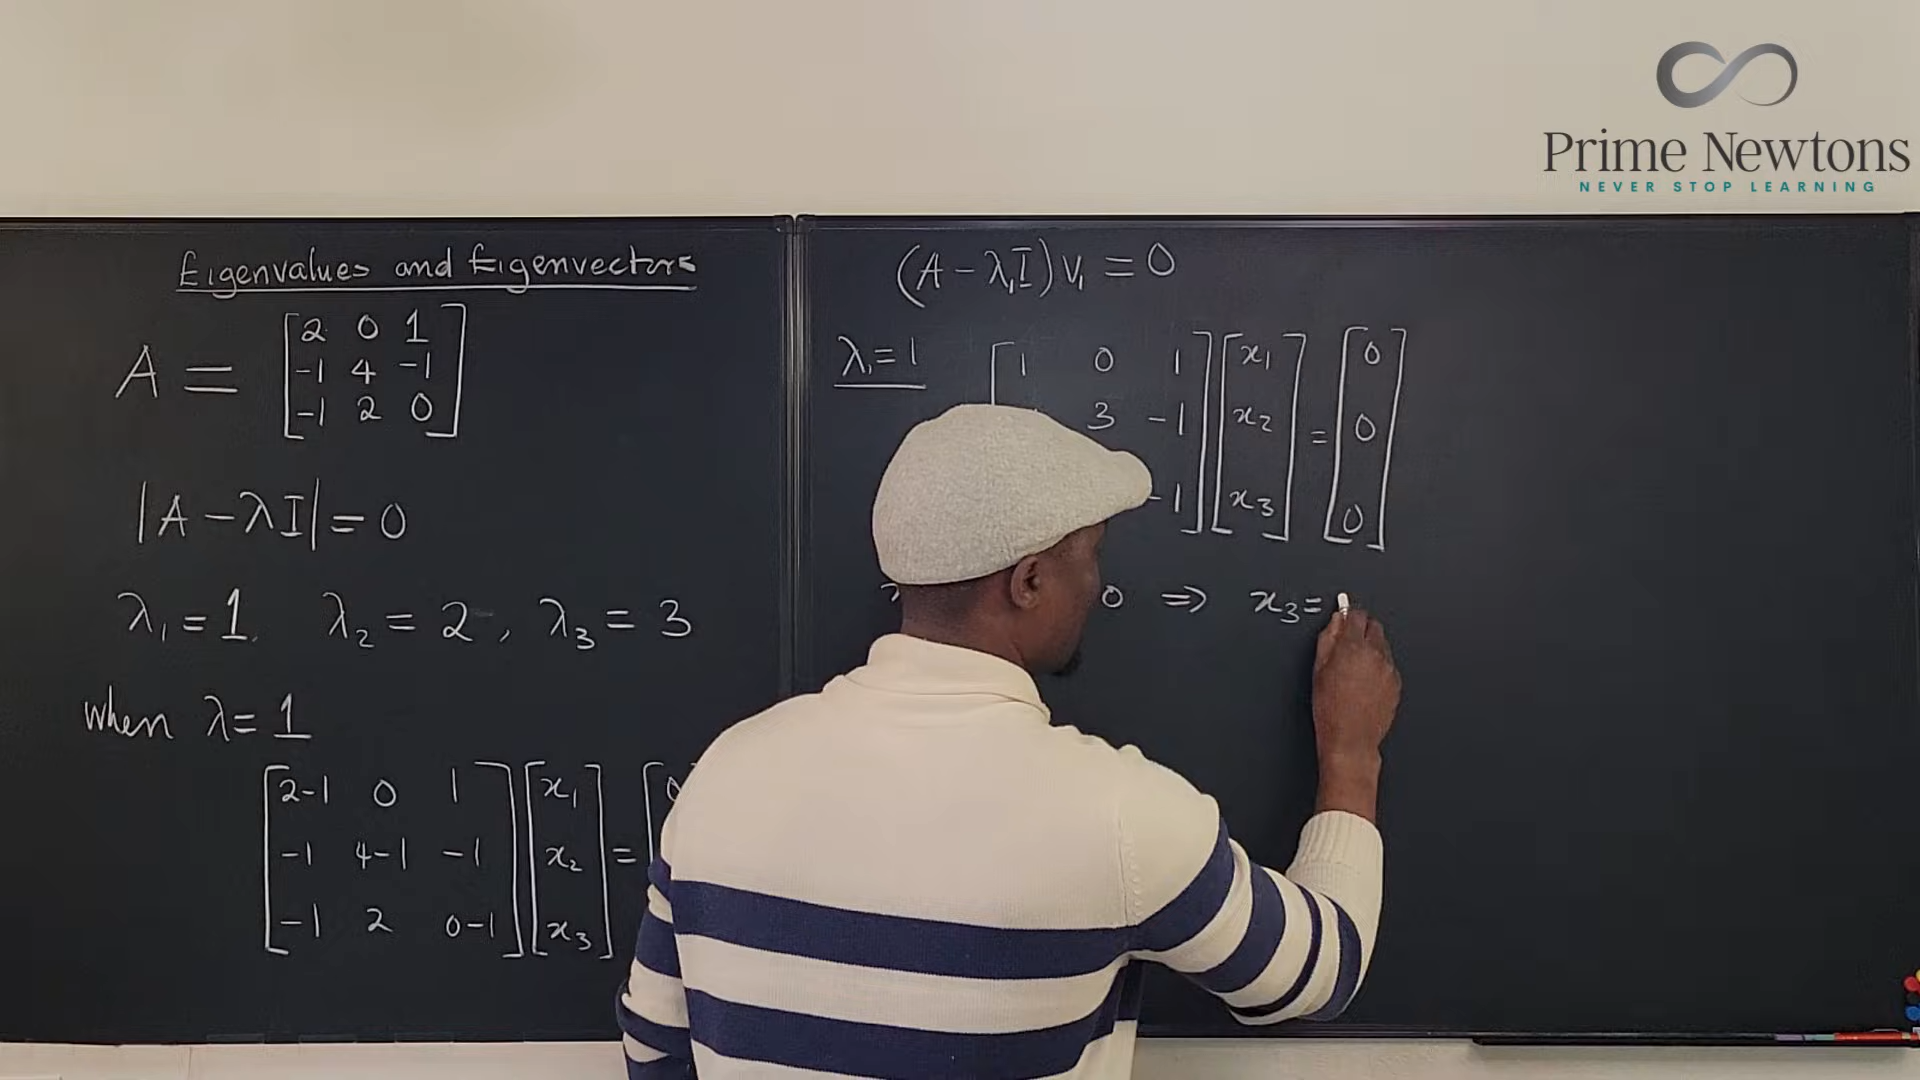 Prime Newtons
NEVER STOP LEARNING
Eigenvalues and Eigenvectors
A = [2 0 1
-1 4 -1
-1 2 0]
|A - λI| = 0
λ₁ = 1, λ₂ = 2, λ₃ = 3
when λ = 1
[2-1 0 1] [x₁] = [0
[-1 4-1 -1] [x₂]
[-1 2 0-1] [x₃]
(A - λ₁I)v₁ = 0
λ₁ = 1
[1 0 1] [x₁] = [0]
3 -1] [x₂] [0]
-1] [x₃] [0]
0 ⇒ x₃ =